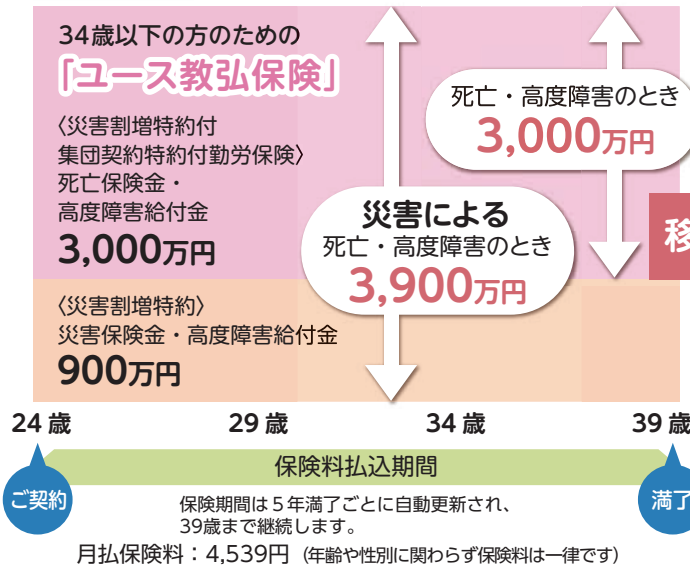 34歳以下の方のための
「ユース教弘保険」
〈災害割増特約付
集団契約特約付勤労保険〉
死亡保険金・
高度障害給付金
3,000万円
死亡・高度障害のとき
3,000万円
災害による
死亡・高度障害のとき
3,900万円
移
〈災害割増特約〉
災害保険金・高度障害給付金
900万円
24歳 29歳 34歳 39歳
保険料払込期間
ご契約
満了
保険期間は5年満了ごとに自動更新され、
39歳まで継続します。
月払保険料：4,539円（年齢や性別に関わらず保険料は一律です）